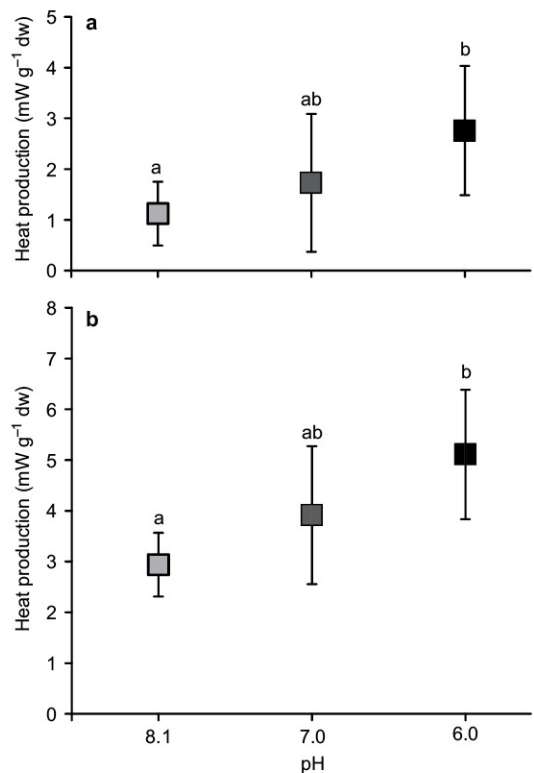 5
a
b
4
ab
3
a
2
1
0
Heat production (mW g⁻¹ dw)
8
b
7
b
6
ab
5
4
a
3
2
1
0
Heat production (mW g⁻¹ dw)
8.1 7.0 6.0
pH